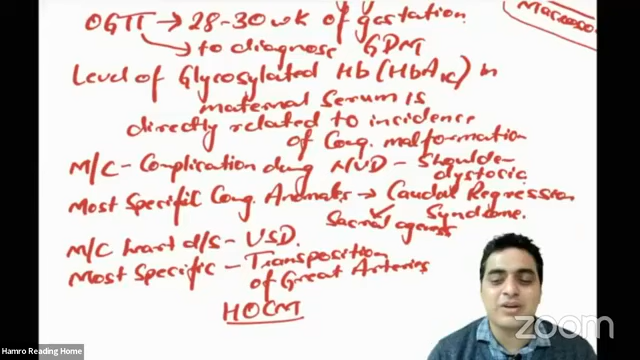 OGTT → 28-30 wk of gestation
Macroso
→ to diagnose GDM
Level of Glycosylated Hb (HbA1c) in
maternal Serum is
directly related to incidence
of Cong. malformation
M/C - Complication during NVD - Shoulder
dystocia
Most Specific Cong. Anomalies → Caudal Regression
Sacral agenesis Syndrome.
M/C heart d/s - VSD.
Most Specific - Transposition
of Great Arteries
HOCM
zoom
Hamro Reading Home